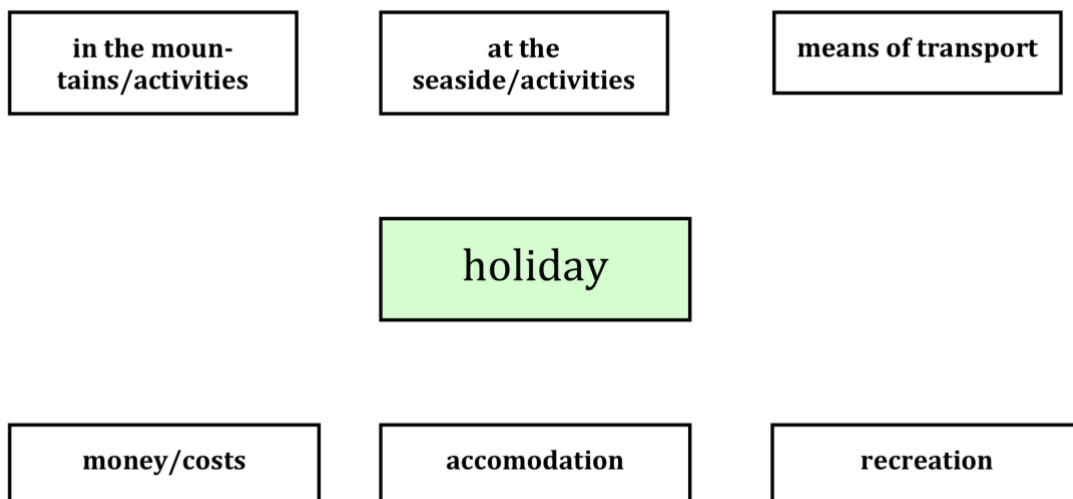 in the moun-
tains/activities
at the
seaside/activities
means of transport
holiday
money/costs
accomodation
recreation